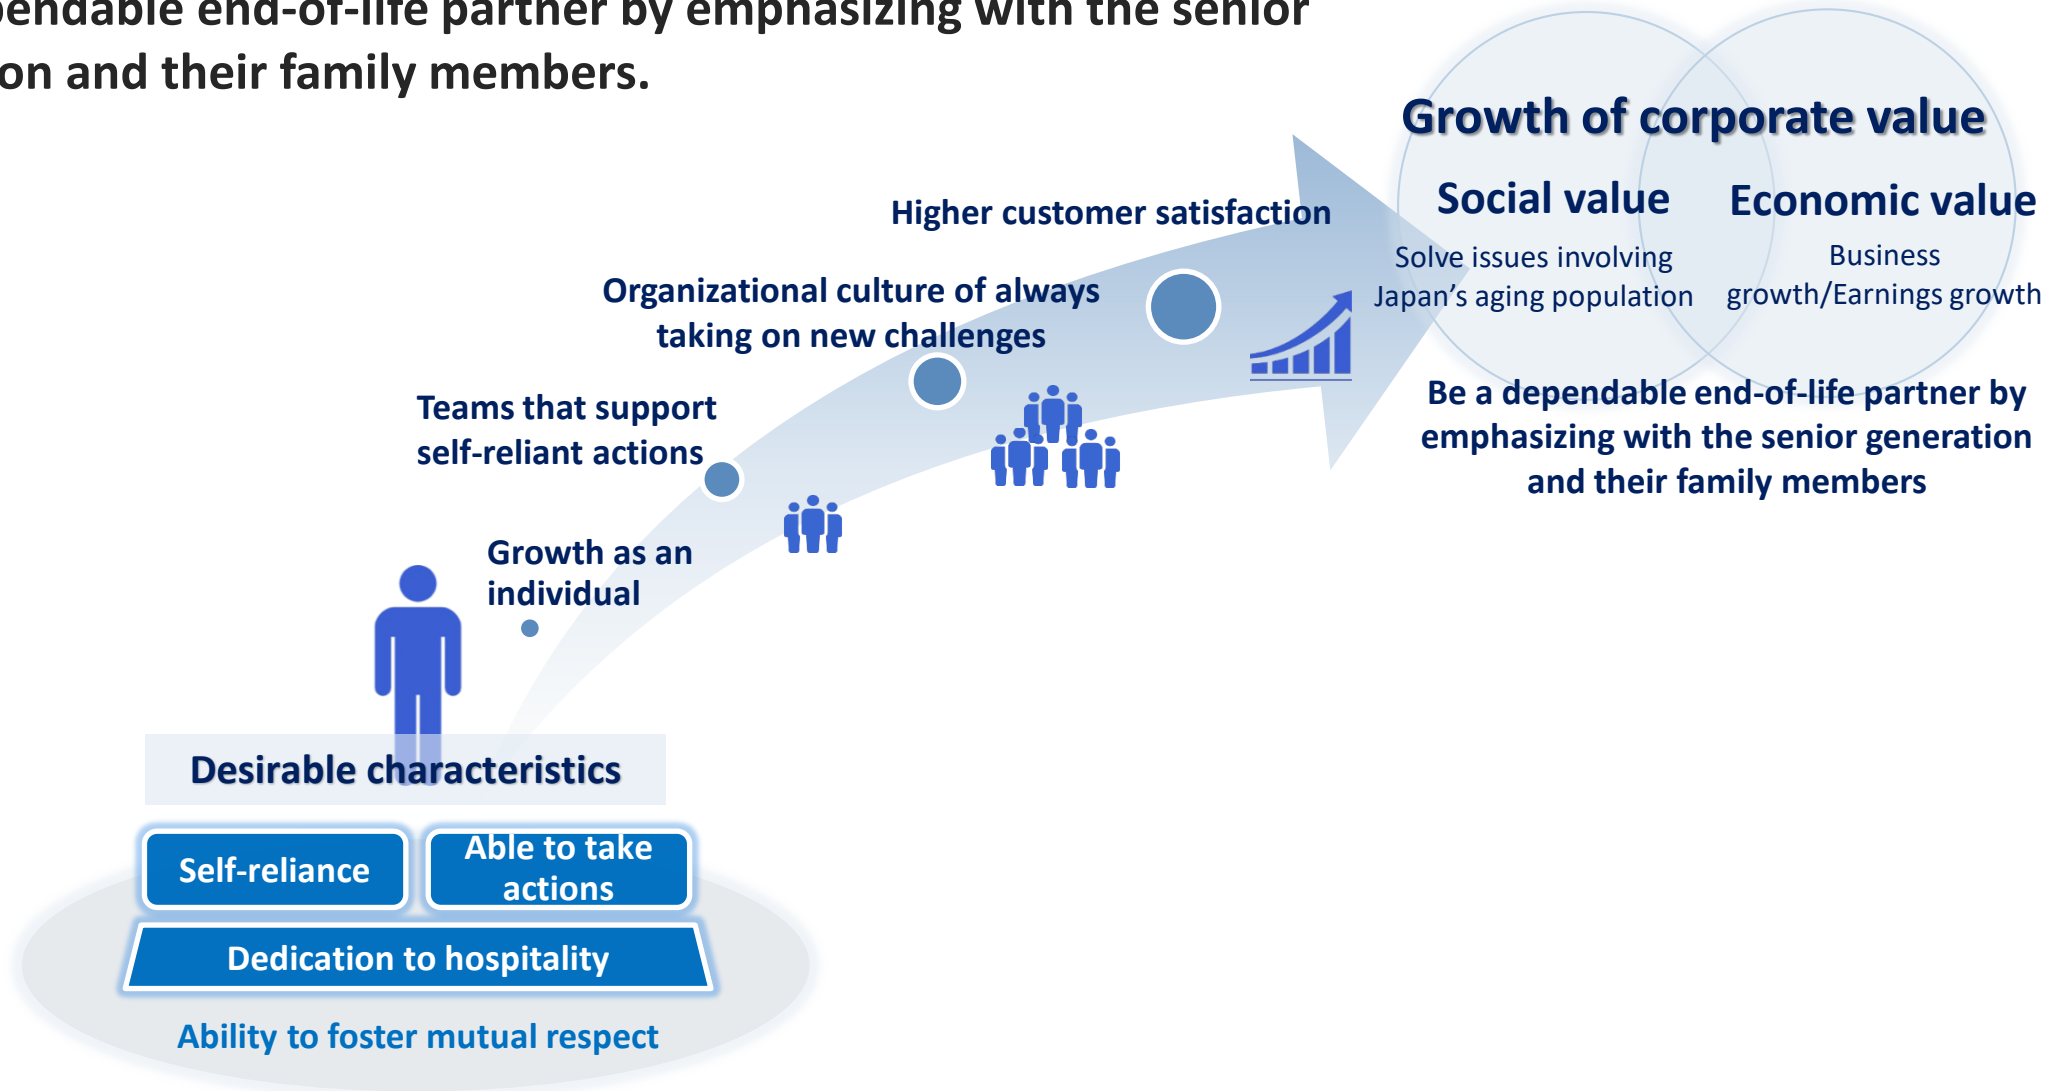 end-of-life partner by emphasizing with the senior
and their family members.
Growth of corporate value
Social value
Economic value
Solve issues involving
Japan’s aging population
Business
growth/Earnings growth
Be a dependable end-of-life partner by
emphasizing with the senior generation
and their family members
Higher customer satisfaction
Organizational culture of always
taking on new challenges
Teams that support
self-reliant actions
Growth as an
individual
Desirable characteristics
Self-reliance
Able to take
actions
Dedication to hospitality
Ability to foster mutual respect